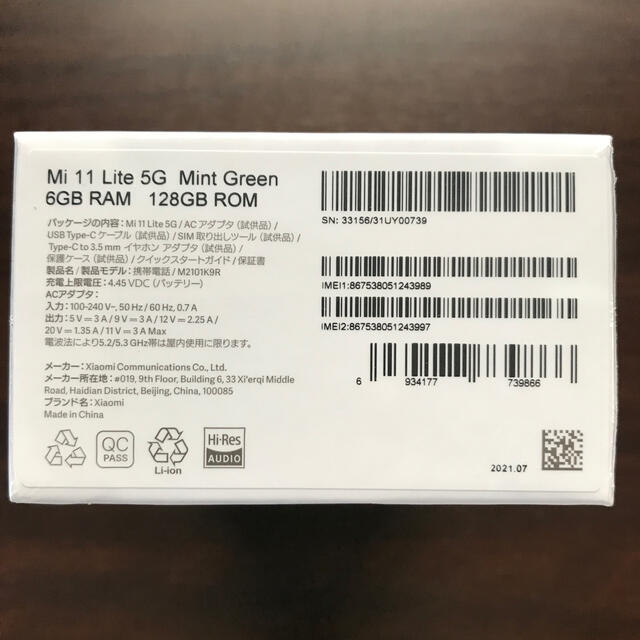 Mi 11 Lite 5G Mint Green
6GB RAM 128GB ROM
パッケージの内容：Mi 11 Lite 5G / ACアダプタ（試供品）/
USB Type-C ケーブル（試供品）/ SIM 取り出しツール（試供品）/
Type-C to 3.5 mm イヤホン アダプタ（試供品）/
保護ケース（試供品）/ クイックスタートガイド / 保証書
製品名 / 製品モデル：携帯電話 / M2101K9R
充電上限電圧：4.45 VDC（バッテリー）
ACアダプタ：
入力：100-240 V~, 50 Hz / 60 Hz, 0.7 A
出力：5 V⎓3 A / 9 V⎓3 A / 12 V⎓2.25 A /
20 V⎓1.35 A / 11 V⎓3 A Max
電波法により5.2/5.3 GHz帯は屋内使用に限ります。
メーカー：Xiaomi Communications Co., Ltd.
メーカー所在地：#019, 9th Floor, Building 6, 33 Xi'erqi Middle
Road, Haidian District, Beijing, China, 100085
ブランド名：Xiaomi
Made in China
QC
PASS
Li-ion
Hi-Res
AUDIO
SN: 33156/31UY00739
IMEI1:867538051243989
IMEI2:867538051243997
6 934177 739866
2021.07